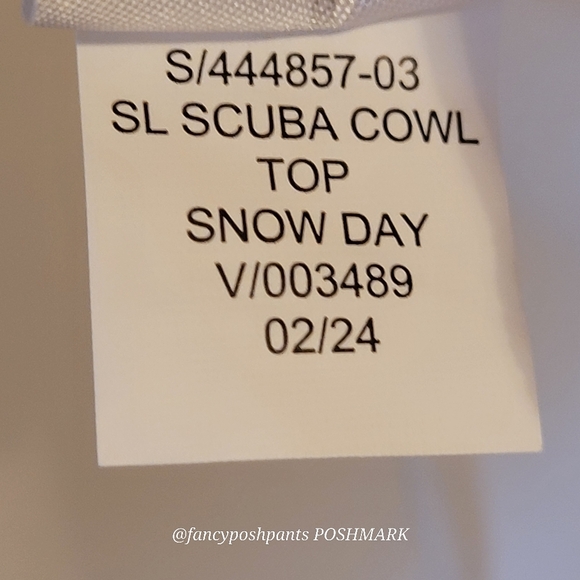 S/444857-03
SL SCUBA COWL
TOP
SNOW DAY
V/003489
02/24
@fancyposhpants POSHMARK